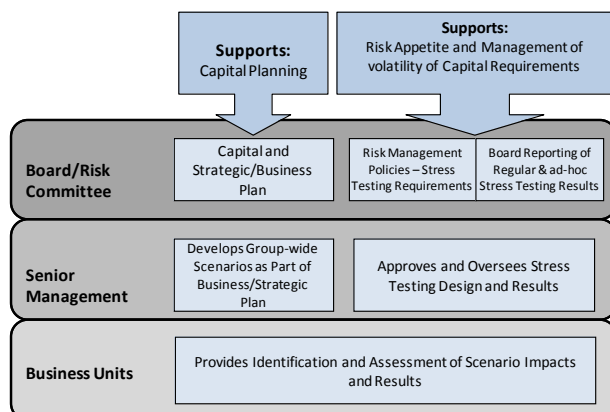 Supports:
Capital Planning
Supports:
Risk Appetite and Management of
volatility of Capital Requirements
Board/Risk
Committee
Capital and
Strategic/Business
Plan
Risk Management
Policies – Stress
Testing Requirements
Board Reporting of
Regular & ad-hoc
Stress Testing Results
Senior
Management
Develops Group-wide
Scenarios as Part of
Business/Strategic
Plan
Approves and Oversees Stress
Testing Design and Results
Business Units
Provides Identification and Assessment of Scenario Impacts
and Results